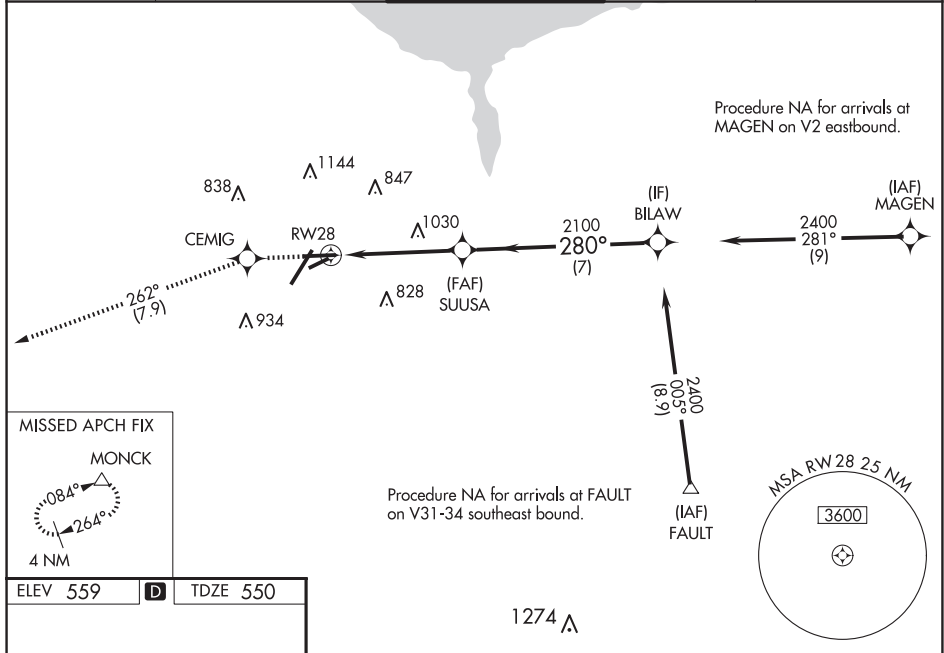 Procedure NA for arrivals at
MAGEN on V2 eastbound.
1144
838
847
(IAF)
MAGEN
(IF)
BILAW
1030
2100
280°
(7)
2400
281°
(9)
CEMIG
RW28
(FAF)
SUUSA
262°
(7.9)
828
934
2400
005°
(8.9)
MISSED APCH FIX
MONCK
084°
264°
4 NM
Procedure NA for arrivals at FAULT
on V31-34 southeast bound.
(IAF)
FAULT
MSA RW28 25 NM
3600
ELEV 559
D
TDZE 550
1274